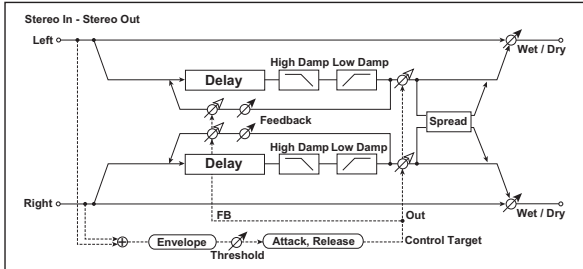 Stereo In - Stereo Out
Left
Wet / Dry
High Damp Low Damp
Delay
Feedback
Spread
High Damp Low Damp
Delay
Right
Wet / Dry
FB
Out
Envelope
Threshold
Attack, Release
Control Target